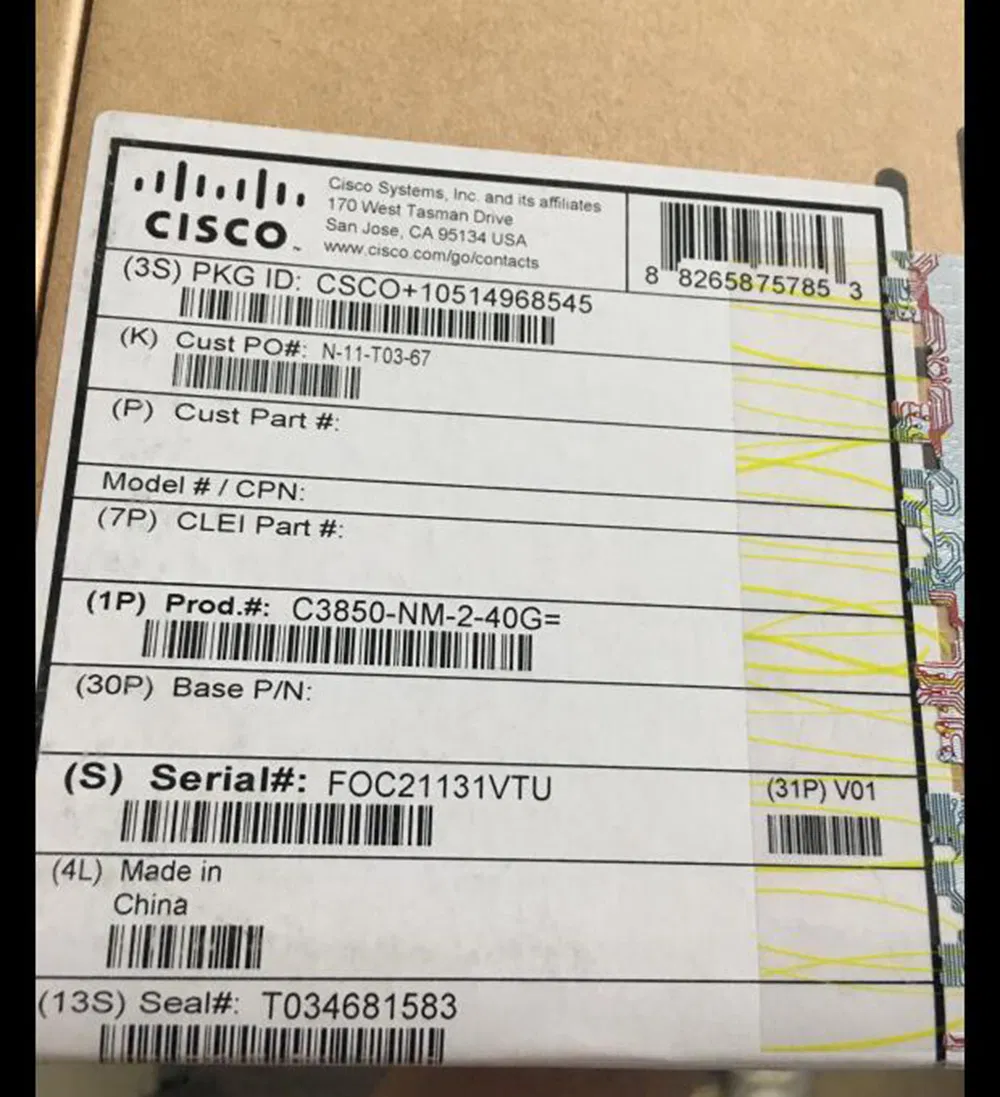 CISCO
Cisco Systems, Inc. and its affiliates
170 West Tasman Drive
San Jose, CA 95134 USA
www.cisco.com/go/contacts
8 8265875785 3
(3S) PKG ID: CSCO+10514968545
(K) Cust PO#: N-11-T03-67
(P) Cust Part #:
Model # / CPN:
(7P) CLEI Part #:
(1P) Prod.#: C3850-NM-2-40G=
(30P) Base P/N:
(S) Serial#: FOC21131VTU
(31P) V01
(4L) Made in
China
(13S) Seal#: T034681583